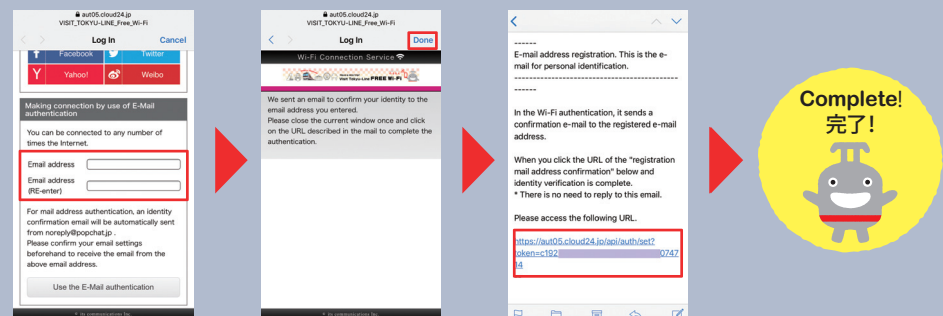 aut05.cloud24.jp
VISIT_TOKYU-LINE_Free_Wi-Fi
Log In
Cancel
Facebook
Twitter
Yahoo!
Weibo
Making connection by use of E-Mail
authentication
You can be connected to any number of
times the Internet.
Email address
Email address
(RE-enter)
For mail address authentication, an identity
confirmation email will be automatically sent
from noreply@popchat.jp .
Please confirm your email settings
beforehand to receive the email from the
above email address.
Use the E-Mail authentication
aut05.cloud24.jp
VISIT_TOKYU-LINE_Free_Wi-Fi
Log In
Done
Wi-Fi Connection Service
Visit Tokyu-Line FREE Wi-Fi
We sent an email to confirm your identity to the
email address you entered.
Please close the current window once and click
on the URL described in the mail to complete the
authentication.
------
E-mail address registration. This is the e-
mail for personal identification.
--------------------------------------------
------
In the Wi-Fi authentication, it sends a
confirmation e-mail to the registered e-mail
address.
When you click the URL of the "registration
mail address confirmation" below and
identity verification is complete.
* There is no need to reply to this email.
Please access the following URL.
https://aut05.cloud24.jp/api/auth/set?
token=c192 0747
14
Complete!
完了!